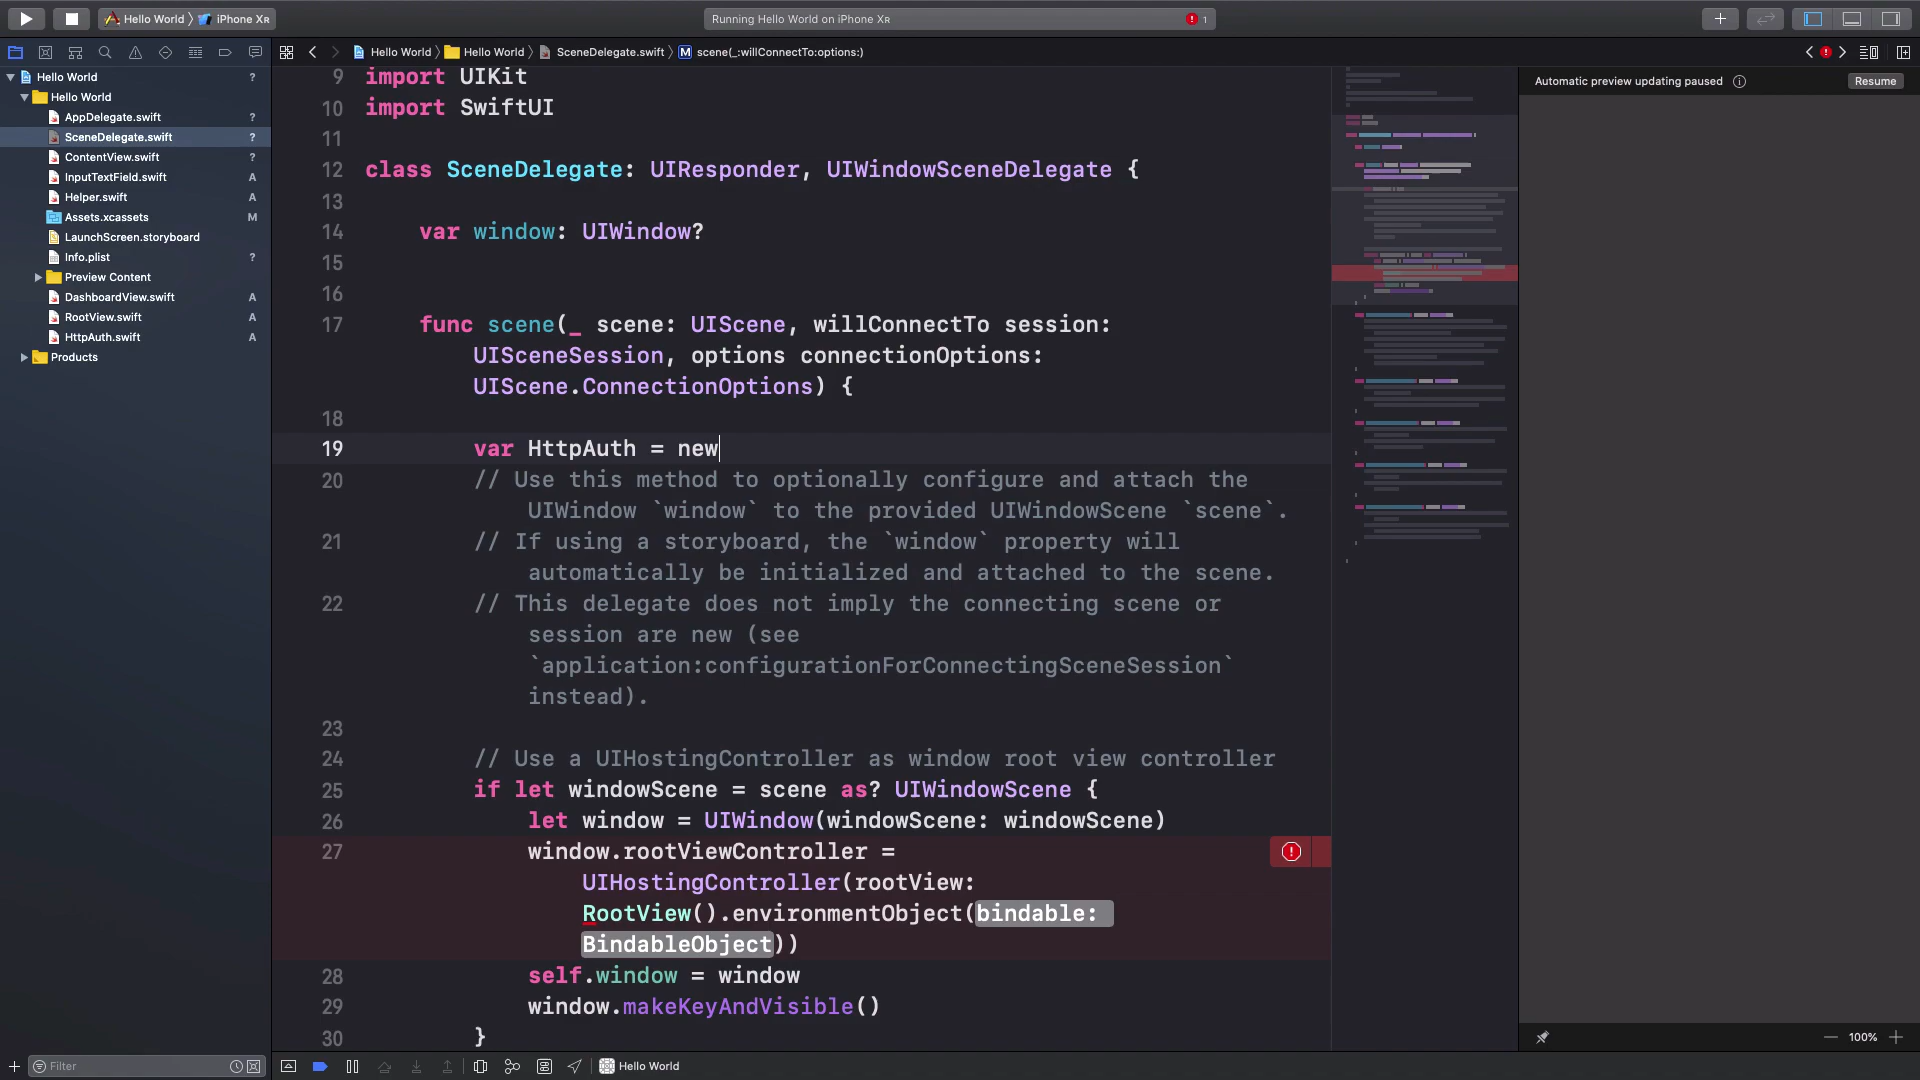 Hello World 〉 iPhone Xʀ
Running Hello World on iPhone Xʀ
1
Hello World 〉 Hello World 〉 SceneDelegate.swift 〉 M scene(_:willConnectTo:options:)
Automatic preview updating paused
Resume
Hello World ?
Hello World
AppDelegate.swift ?
SceneDelegate.swift ?
ContentView.swift ?
InputTextField.swift A
Helper.swift A
Assets.xcassets M
LaunchScreen.storyboard
Info.plist ?
Preview Content
DashboardView.swift A
RootView.swift A
HttpAuth.swift A
Products
9 import UIKit
10 import SwiftUI
11
12 class SceneDelegate: UIResponder, UIWindowSceneDelegate {
13
14 var window: UIWindow?
15
16
17 func scene(_ scene: UIScene, willConnectTo session:
UISceneSession, options connectionOptions:
UIScene.ConnectionOptions) {
18
19 var HttpAuth = new
20 // Use this method to optionally configure and attach the
UIWindow `window` to the provided UIWindowScene `scene`.
21 // If using a storyboard, the `window` property will
automatically be initialized and attached to the scene.
22 // This delegate does not imply the connecting scene or
session are new (see
`application:configurationForConnectingSceneSession`
instead).
23
24 // Use a UIHostingController as window root view controller
25 if let windowScene = scene as? UIWindowScene {
26 let window = UIWindow(windowScene: windowScene)
27 window.rootViewController =
UIHostingController(rootView:
RootView().environmentObject(bindable:
BindableObject))
28 self.window = window
29 window.makeKeyAndVisible()
30 }
Filter
Hello World
100%